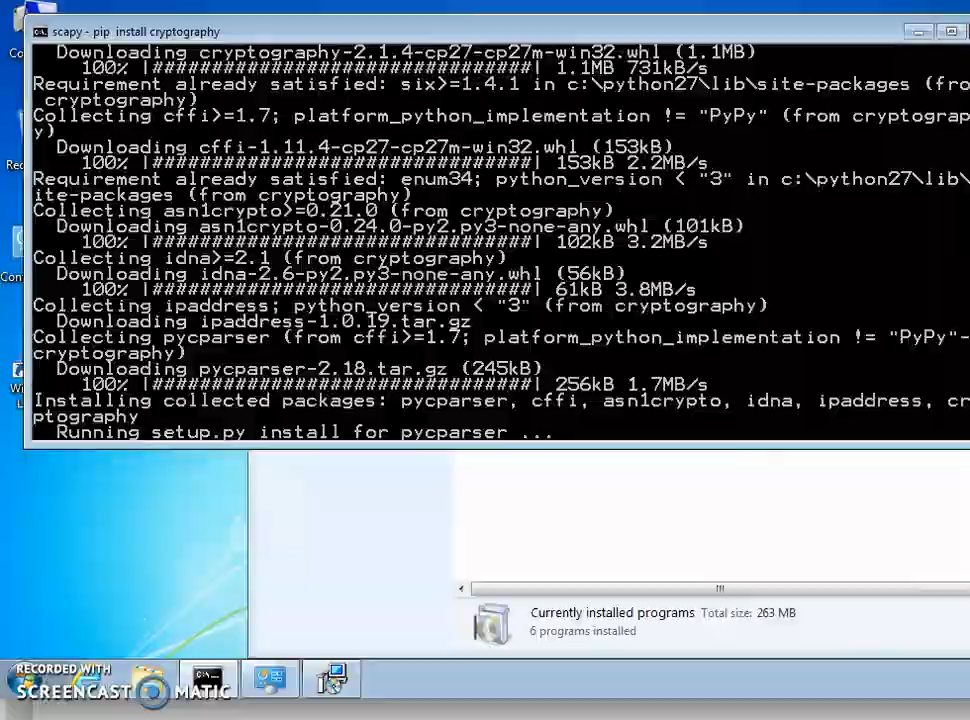 scapy - pip install cryptography
Downloading cryptography-2.1.4-cp27-cp27m-win32.whl (1.1MB)
100% |################################| 1.1MB 731kB/s
Requirement already satisfied: six>=1.4.1 in c:\python27\lib\site-packages (fro
cryptography)
Collecting cffi>=1.7; platform_python_implementation != "PyPy" (from cryptograp
y)
Downloading cffi-1.11.4-cp27-cp27m-win32.whl (153kB)
100% |################################| 153kB 2.2MB/s
Requirement already satisfied: enum34; python_version < "3" in c:\python27\lib\
ite-packages (from cryptography)
Collecting asn1crypto>=0.21.0 (from cryptography)
Downloading asn1crypto-0.24.0-py2.py3-none-any.whl (101kB)
100% |################################| 102kB 3.2MB/s
Collecting idna>=2.1 (from cryptography)
Downloading idna-2.6-py2.py3-none-any.whl (56kB)
100% |################################| 61kB 3.8MB/s
Collecting ipaddress; python_version < "3" (from cryptography)
Downloading ipaddress-1.0.19.tar.gz
Collecting pycparser (from cffi>=1.7; platform_python_implementation != "PyPy"-
cryptography)
Downloading pycparser-2.18.tar.gz (245kB)
100% |################################| 256kB 1.7MB/s
Installing collected packages: pycparser, cffi, asn1crypto, idna, ipaddress, cr
ptography
Running setup.py install for pycparser ...
Currently installed programs Total size: 263 MB
6 programs installed
RECORDED WITH
SCREENCAST MATIC